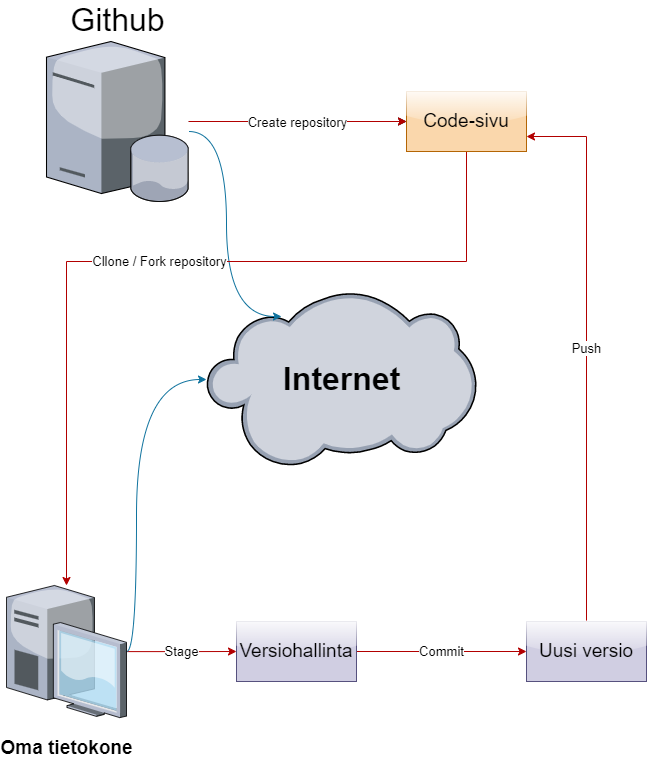 Github
Create repository
Code-sivu
Cllone / Fork repository
Internet
Push
Stage
Versiohallinta
Commit
Uusi versio
Oma tietokone